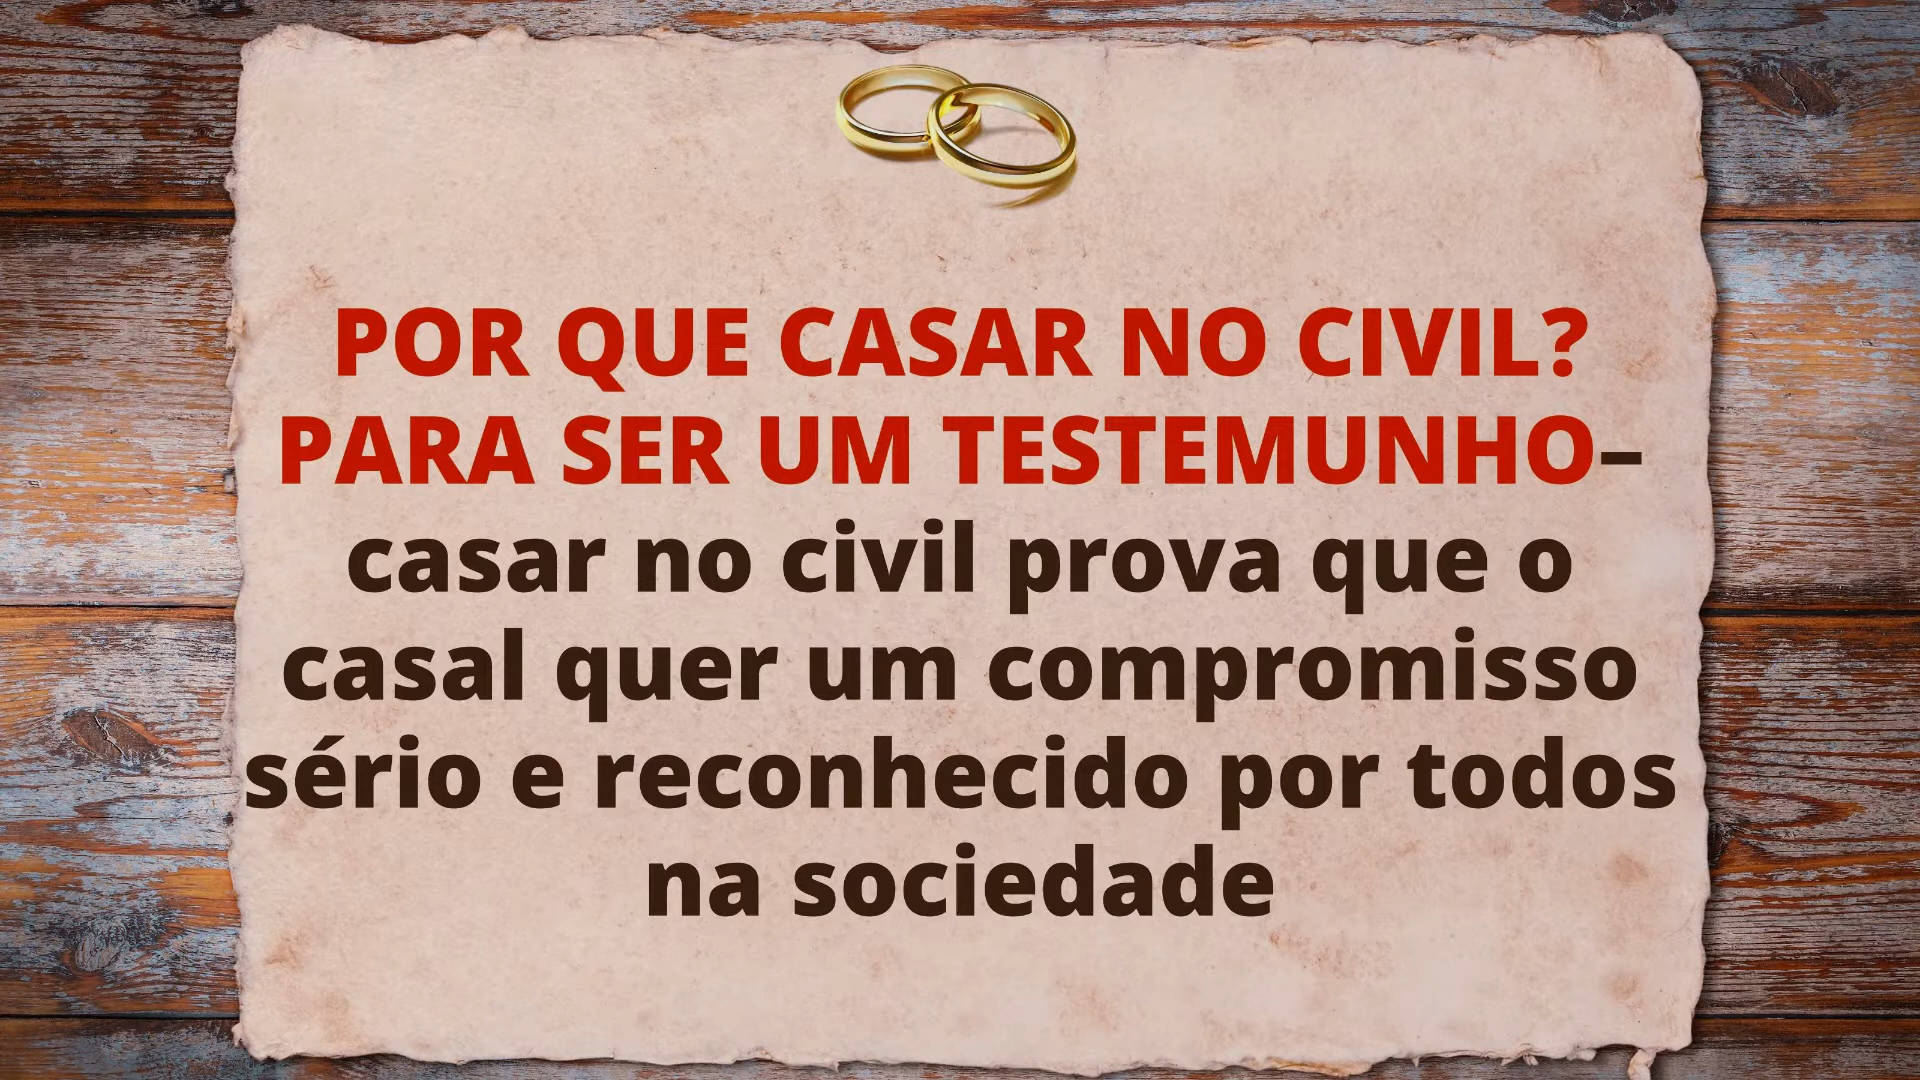 POR QUE CASAR NO CIVIL?
PARA SER UM TESTEMUNHO–
casar no civil prova que o
casal quer um compromisso
sério e reconhecido por todos
na sociedade